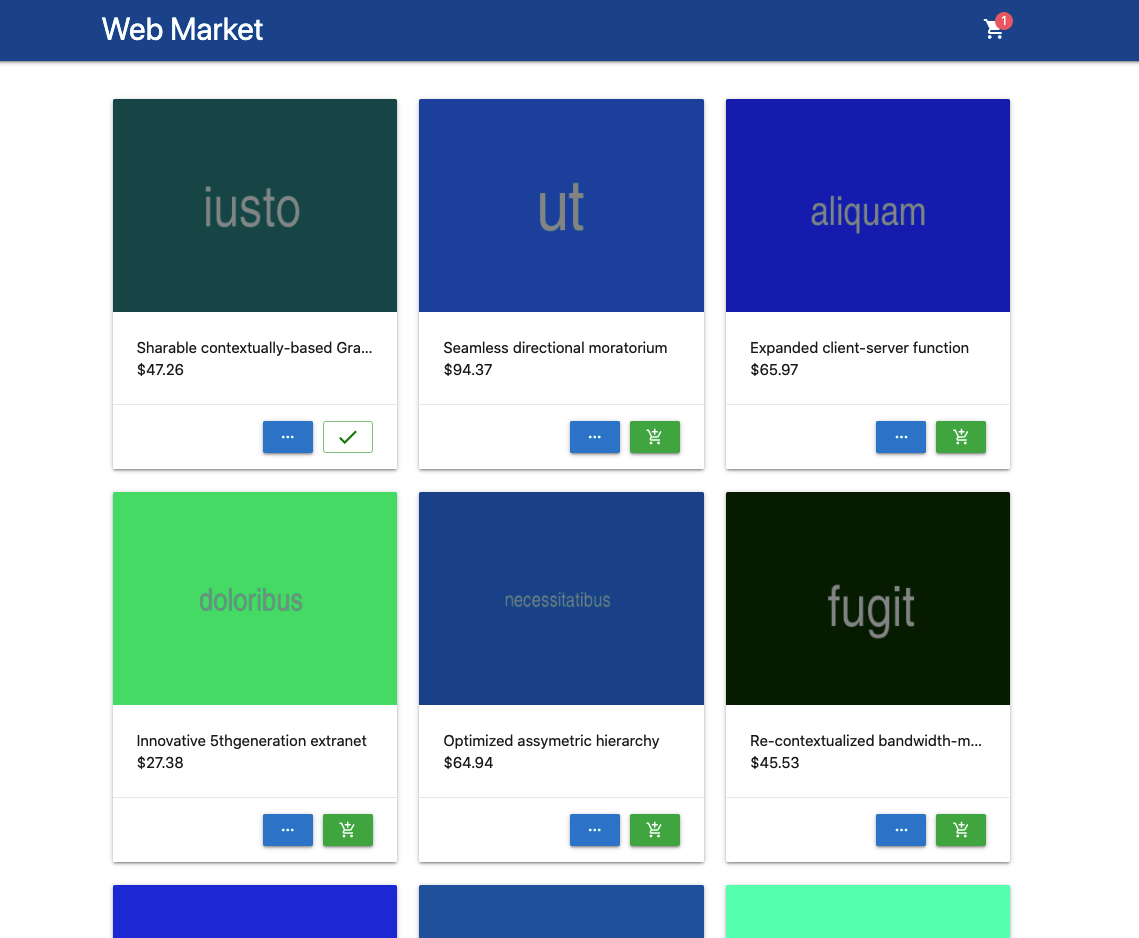 Web Market
1
iusto
ut
aliquam
Sharable contextually-based Gra...
$47.26
Seamless directional moratorium
$94.37
Expanded client-server function
$65.97
doloribus
necessitatibus
fugit
Innovative 5thgeneration extranet
$27.38
Optimized assymetric hierarchy
$64.94
Re-contextualized bandwidth-m...
$45.53